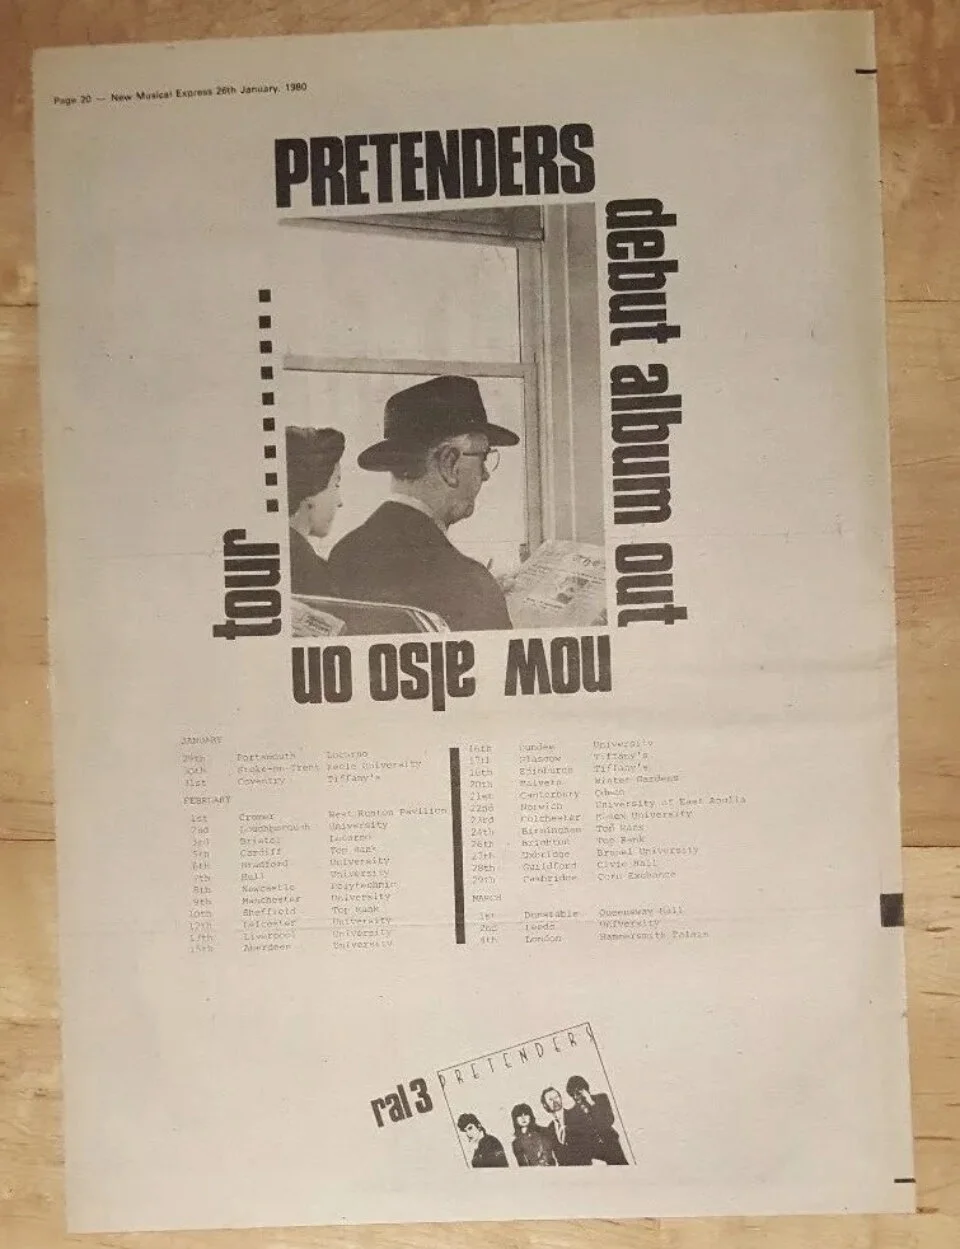 Page 20 — New Musical Express 26th January, 1980
PRETENDERS
debut album out
now also on
tour ..........
JANUARY
29th Portsmouth Locarno
30th Stoke-on-Trent Keele University
31st Coventry Tiffany's
FEBRUARY
1st Cromer West Runton Pavilion
2nd Loughborough University
3rd Bristol Locarno
5th Cardiff Top Rank
6th Bradford University
7th Hull University
8th Newcastle Polytechnic
9th Manchester University
10th Sheffield Top Rank
12th Leicester University
13th Liverpool University
15th Aberdeen University
16th Dundee University
17th Glasgow Tiffany's
18th Edinburgh Tiffany's
20th Malvern Winter Gardens
21st Canterbury Odeon
22nd Norwich University of East Anglia
23rd Colchester Essex University
24th Birmingham Top Rank
26th Brighton Top Rank
27th Uxbridge Brunel University
28th Guildford Civic Hall
29th Cambridge Corn Exchange
MARCH
1st Dunstable Queensway Hall
2nd Leeds University
4th London Hammersmith Palais
ral 3
PRETENDERS